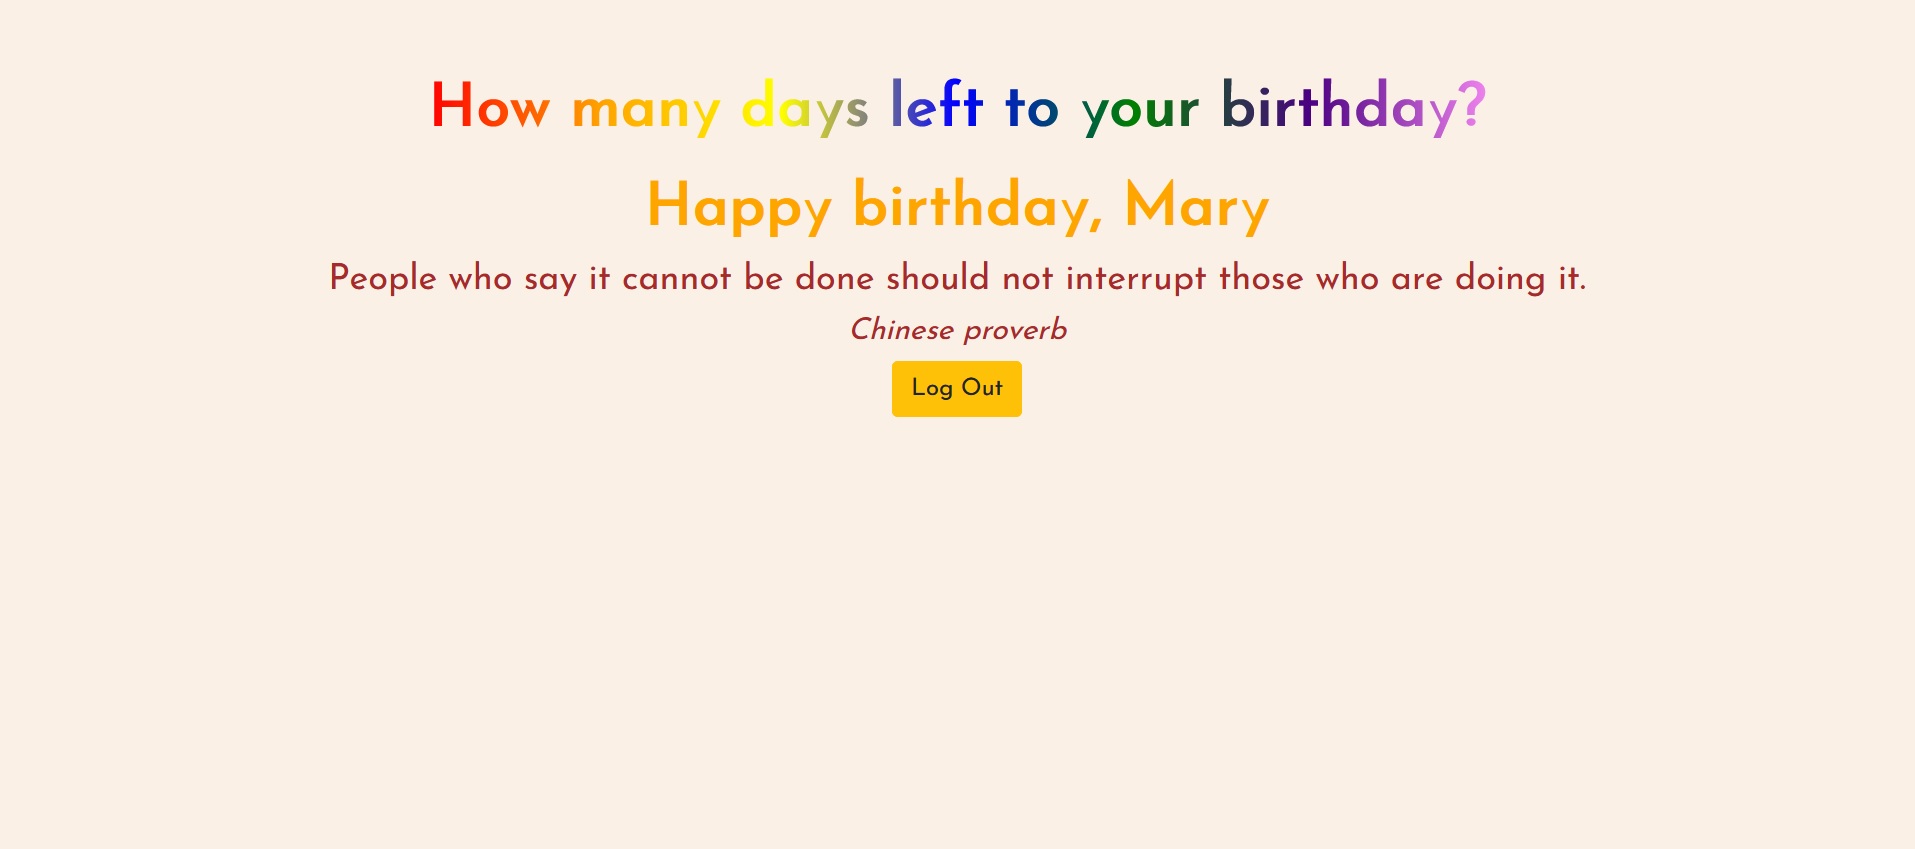 How many days left to your birthday?
Happy birthday, Mary
People who say it cannot be done should not interrupt those who are doing it.
Chinese proverb
Log Out